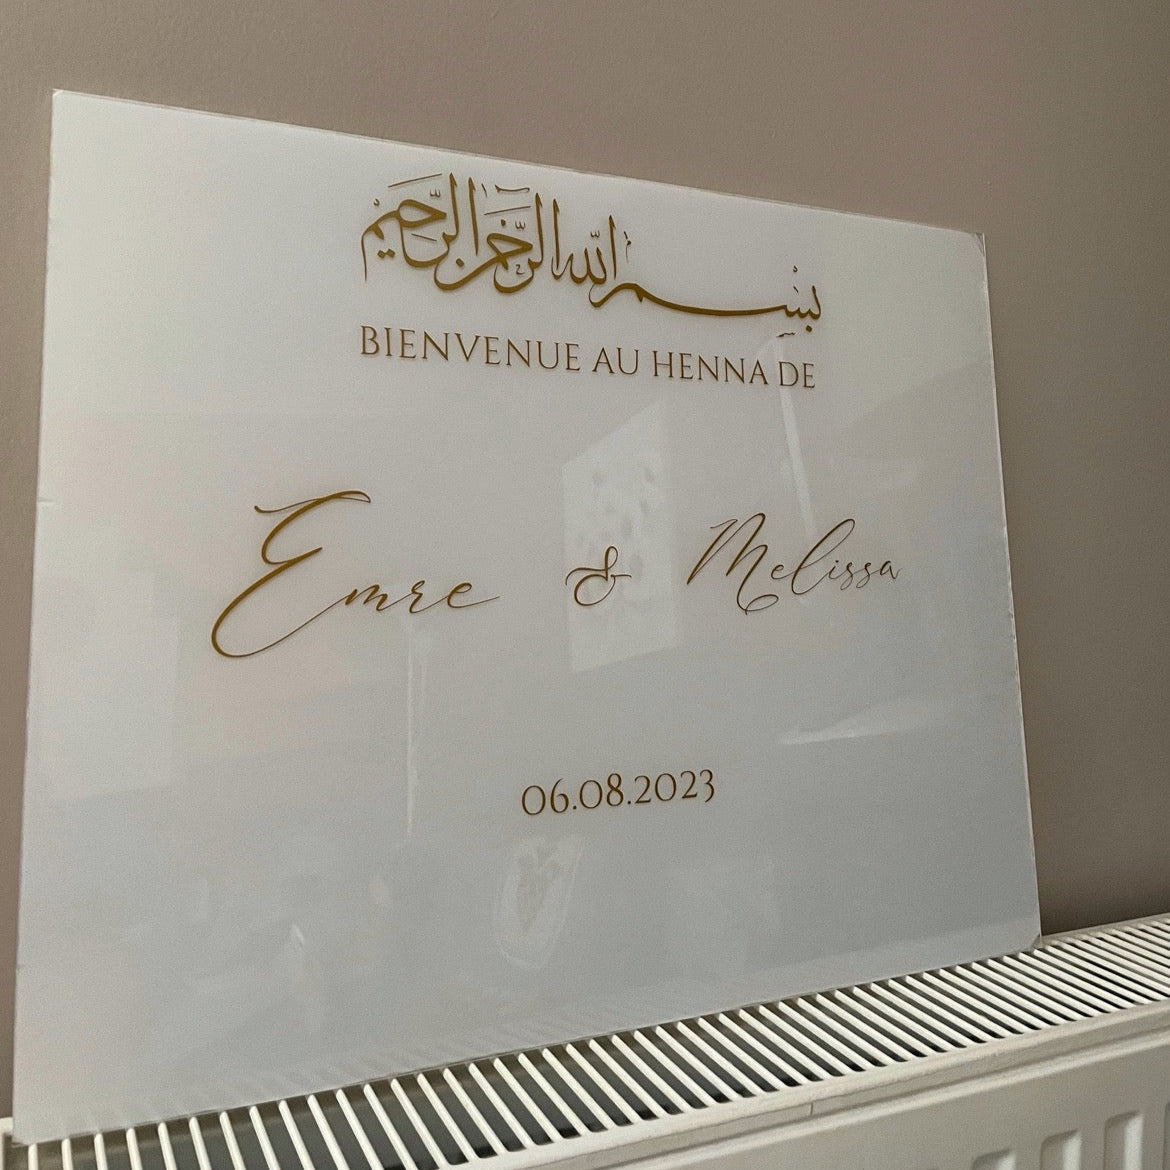 بسم الله الرحمن الرحيم
BIENVENUE AU HENNA DE
Emre & Melissa
06.08.2023